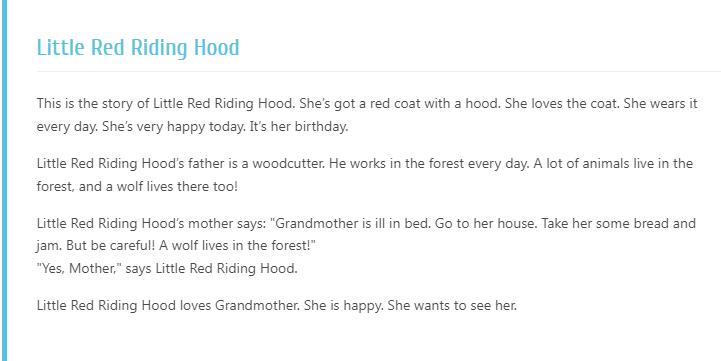 Little Red Riding Hood
This is the story of Little Red Riding Hood. She's got a red coat with a hood. She loves the coat. She wears it
every day. She's very happy today. It's her birthday.
Little Red Riding Hood's father is a woodcutter. He works in the forest every day. A lot of animals live in the
forest, and a wolf lives there too!
Little Red Riding Hood's mother says: "Grandmother is ill in bed. Go to her house. Take her some bread and
jam. But be careful! A wolf lives in the forest!"
"Yes, Mother," says Little Red Riding Hood.
Little Red Riding Hood loves Grandmother. She is happy. She wants to see her.